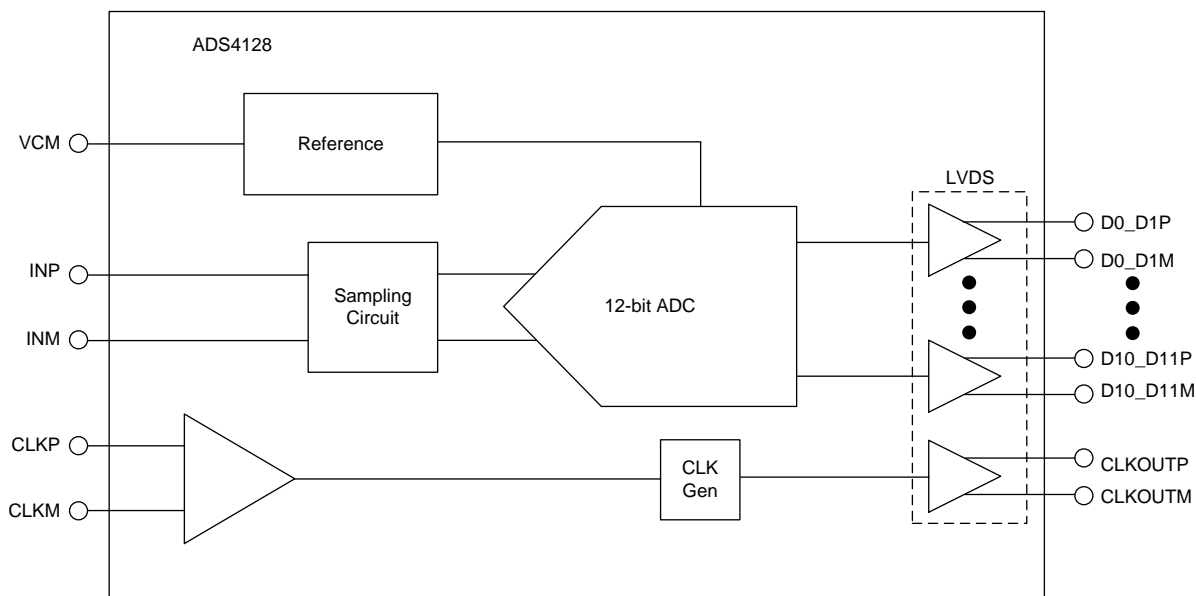 ADS4128
VCM
Reference
LVDS
D0_D1P
D0_D1M
INP
Sampling
Circuit
12-bit ADC
INM
D10_D11P
D10_D11M
CLKP
CLK
Gen
CLKOUTP
CLKOUTM
CLKM